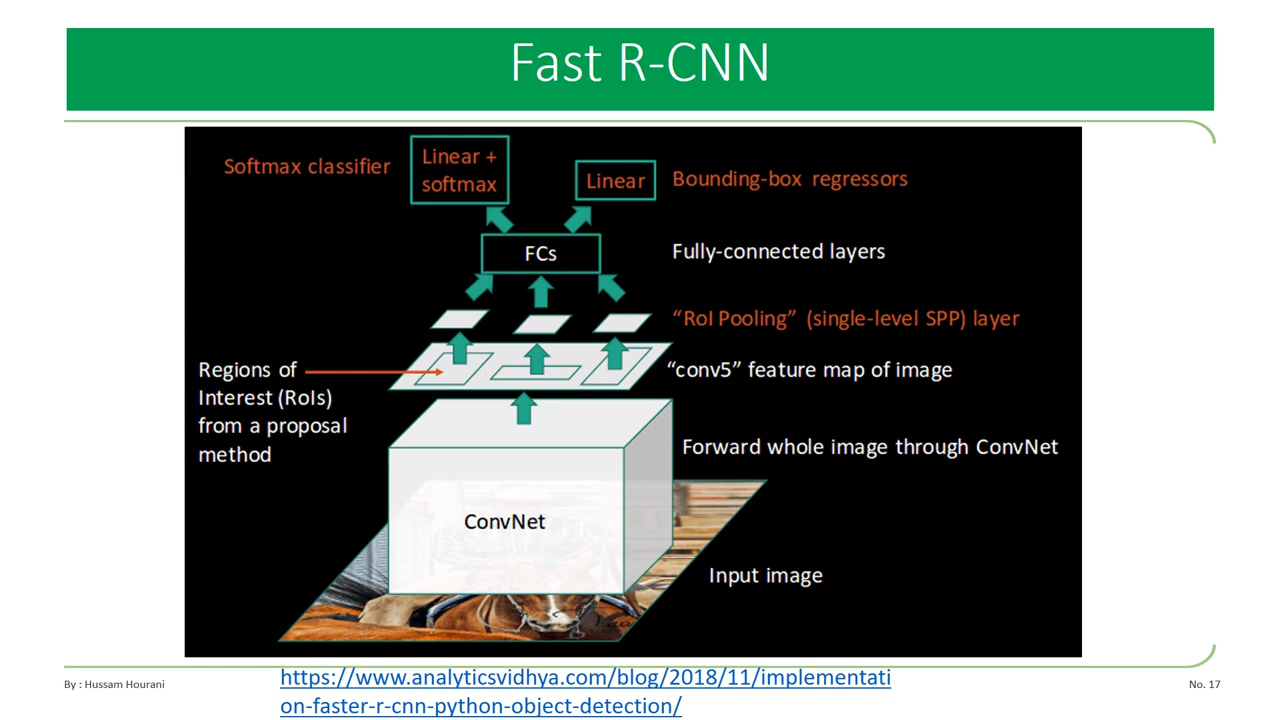 Fast R-CNN
Softmax classifier
Linear +
softmax
Linear
Bounding-box regressors
FCs
Fully-connected layers
“RoI Pooling” (single-level SPP) layer
Regions of
Interest (RoIs)
from a proposal
method
“conv5” feature map of image
Forward whole image through ConvNet
ConvNet
Input image
By : Hussam Hourani
https://www.analyticsvidhya.com/blog/2018/11/implementati
on-faster-r-cnn-python-object-detection/
No. 17